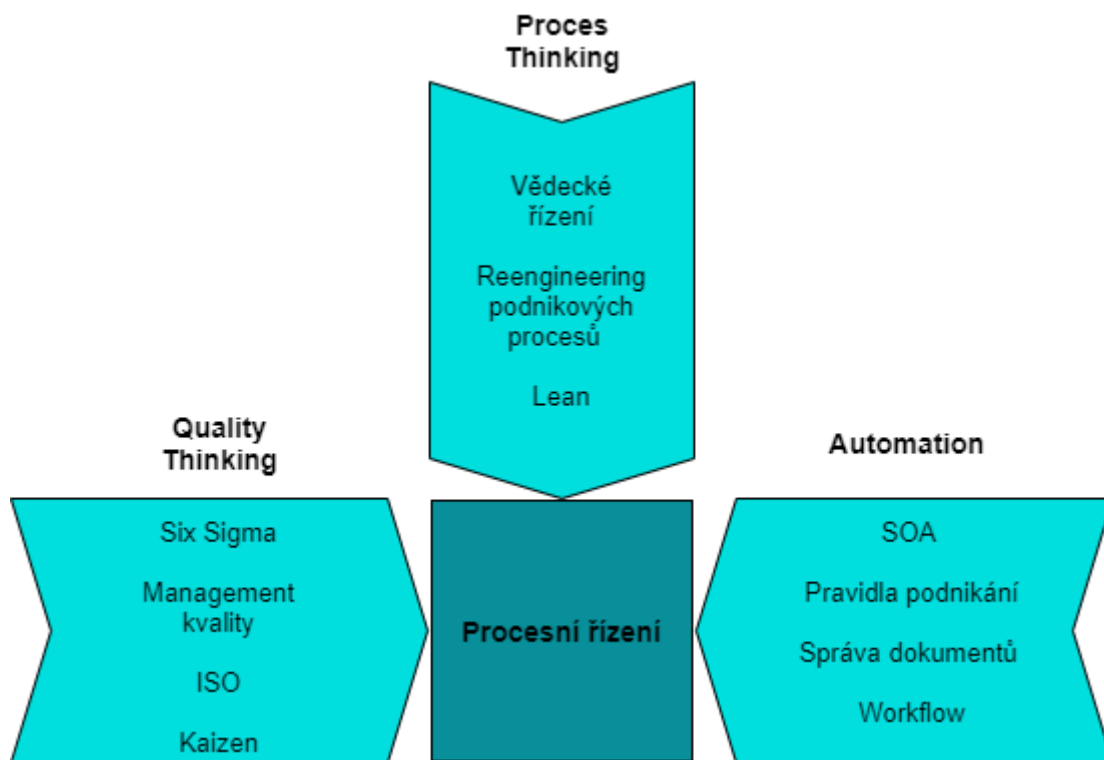 Proces
Thinking
Vědecké
řízení
Reengineering
podnikových
procesů
Lean
Quality
Thinking
Six Sigma
Management
kvality
ISO
Kaizen
Procesní řízení
Automation
SOA
Pravidla podnikání
Správa dokumentů
Workflow